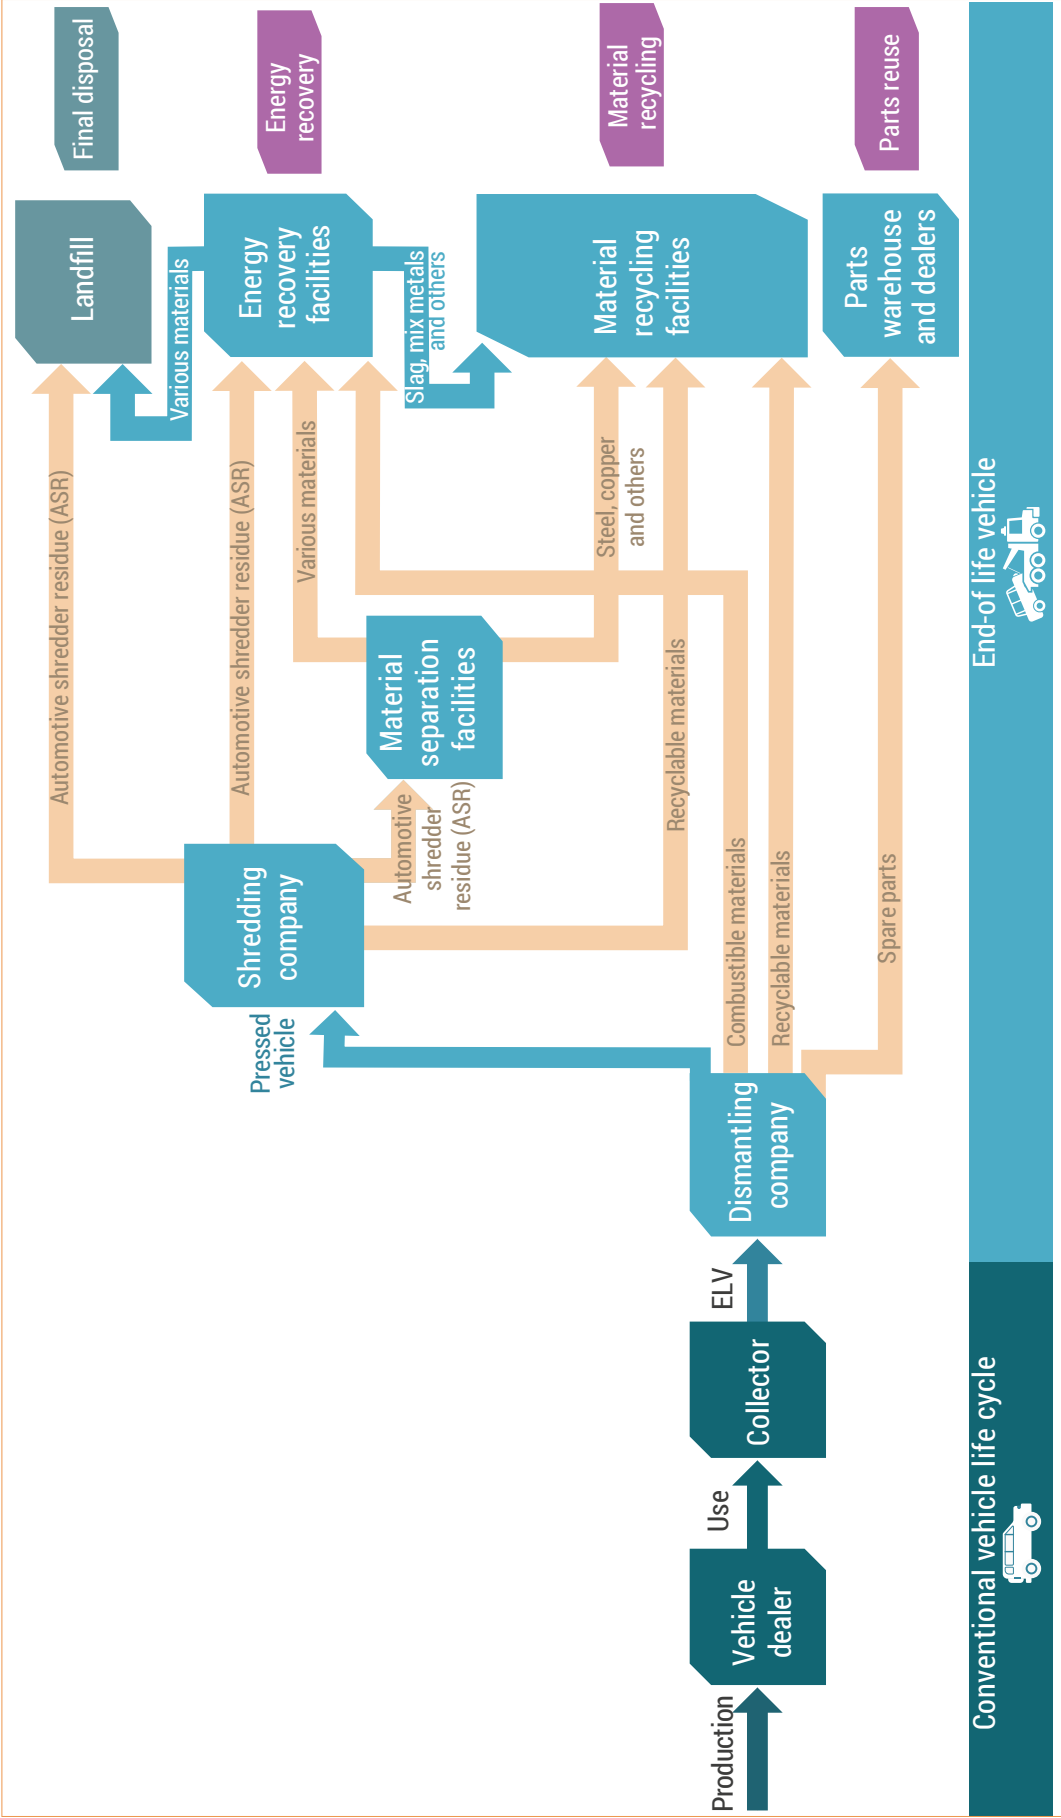 Production
Vehicle
dealer
Use
Collector
ELV
Dismantling
company
Pressed
vehicle
Shredding
company
Automotive shredder residue (ASR)
Automotive shredder residue (ASR)
Automotive
shredder
residue (ASR)
Material
separation
facilities
Various materials
Steel, copper
and others
Recyclable materials
Combustible materials
Recyclable materials
Spare parts
Various materials
Slag, mix metals
and others
Landfill
Energy
recovery
facilities
Material
recycling
facilities
Parts
warehouse
and dealers
Final disposal
Energy
recovery
Material
recycling
Parts reuse
Conventional vehicle life cycle
End-of life vehicle